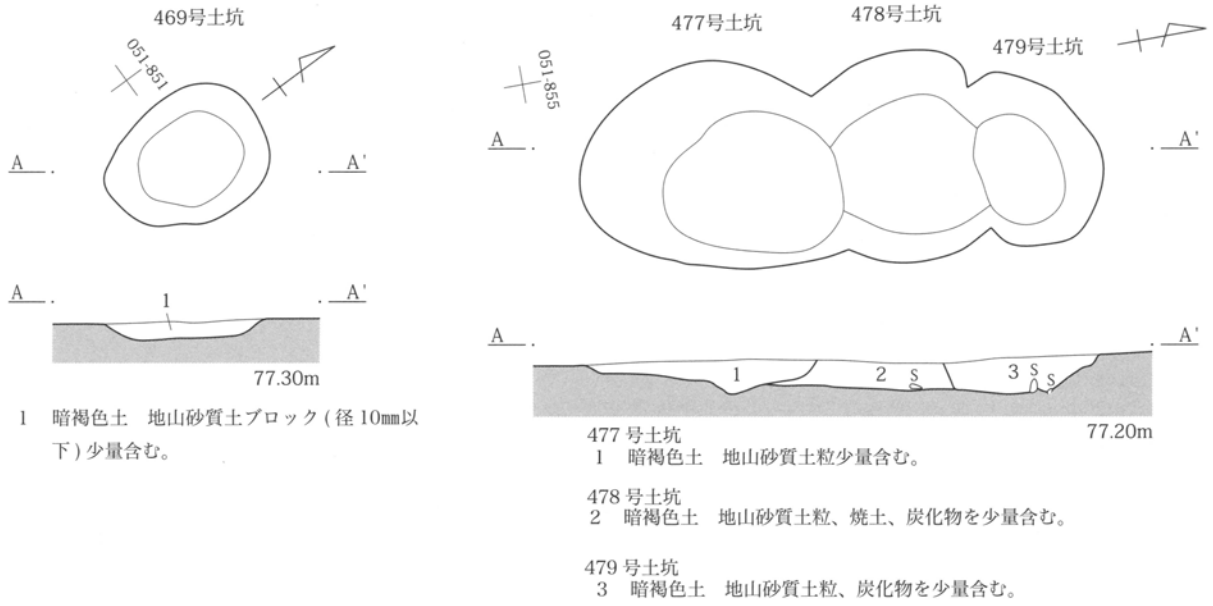 469号土坑
051-851
A
A'
A
A'
1
77.30m
1 暗褐色土 地山砂質土ブロック(径10mm以
下)少量含む。
477号土坑
478号土坑
479号土坑
051-855
A
A'
A
A'
1
2
S
3
S
S
77.20m
477号土坑
1 暗褐色土 地山砂質土粒少量含む。
478号土坑
2 暗褐色土 地山砂質土粒、焼土、炭化物を少量含む。
479号土坑
3 暗褐色土 地山砂質土粒、炭化物を少量含む。